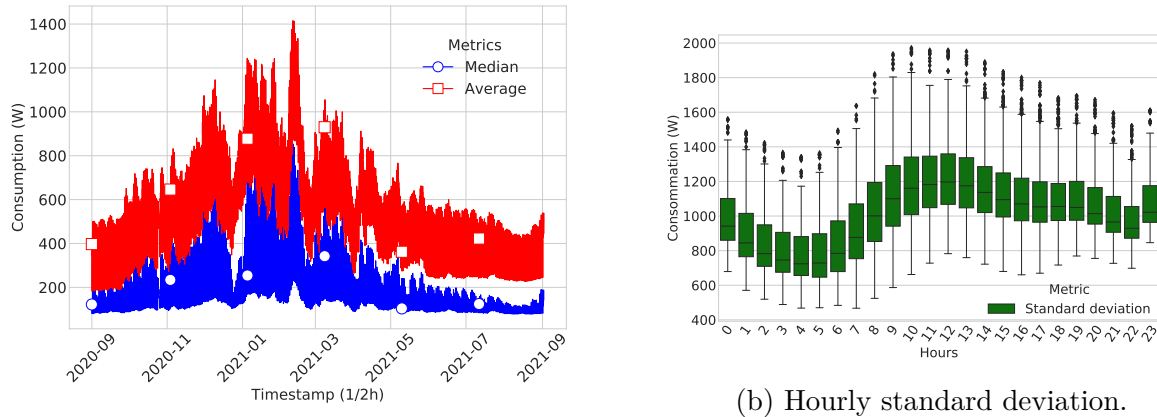 1400
1200
1000
800
600
400
200
Consumption (W)
Metrics
Median
Average
2020-09
2020-11
2021-01
2021-03
2021-05
2021-07
2021-09
Timestamp (1/2h)
2000
1800
1600
1400
1200
1000
800
600
400
Consommation (W)
Metric
Standard deviation
0 1 2 3 4 5 6 7 8 9 10 11 12 13 14 15 16 17 18 19 20 21 22 23
Hours
(b) Hourly standard deviation.